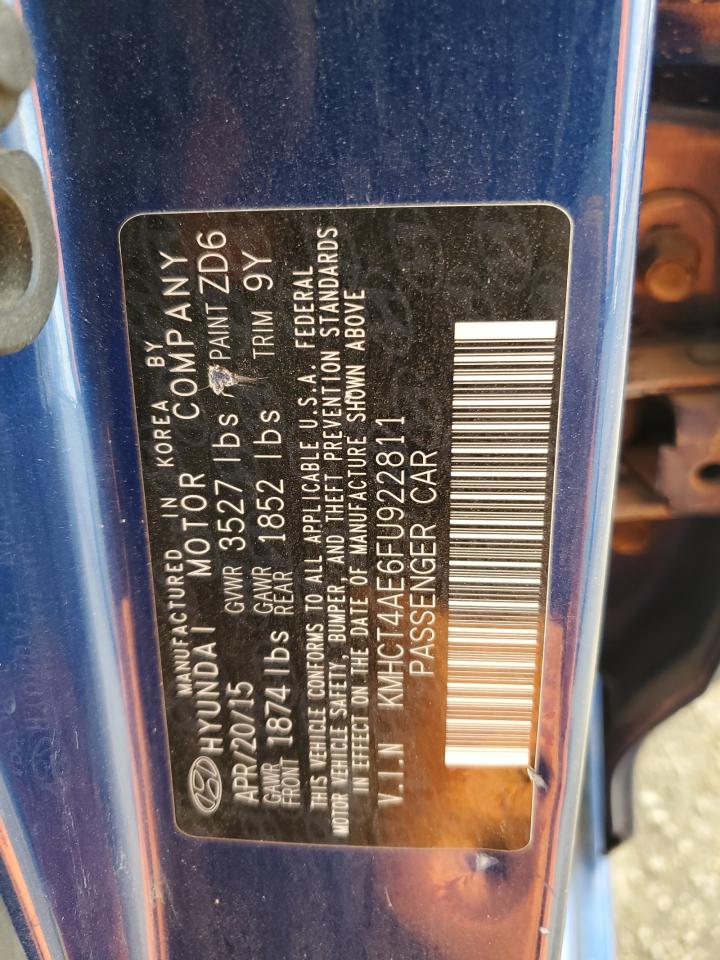 MANUFACTURED IN KOREA BY
HYUNDAI MOTOR COMPANY
APR/20/15 GVWR 3527 lbs PAINT ZD6
GAWR FRONT 1874 lbs GAWR REAR 1852 lbs TRIM 9Y
THIS VEHICLE CONFORMS TO ALL APPLICABLE U.S.A. FEDERAL
MOTOR VEHICLE SAFETY, BUMPER, AND THEFT PREVENTION STANDARDS
IN EFFECT ON THE DATE OF MANUFACTURE SHOWN ABOVE
V.I.N KMHCT4AE6FU922811
PASSENGER CAR